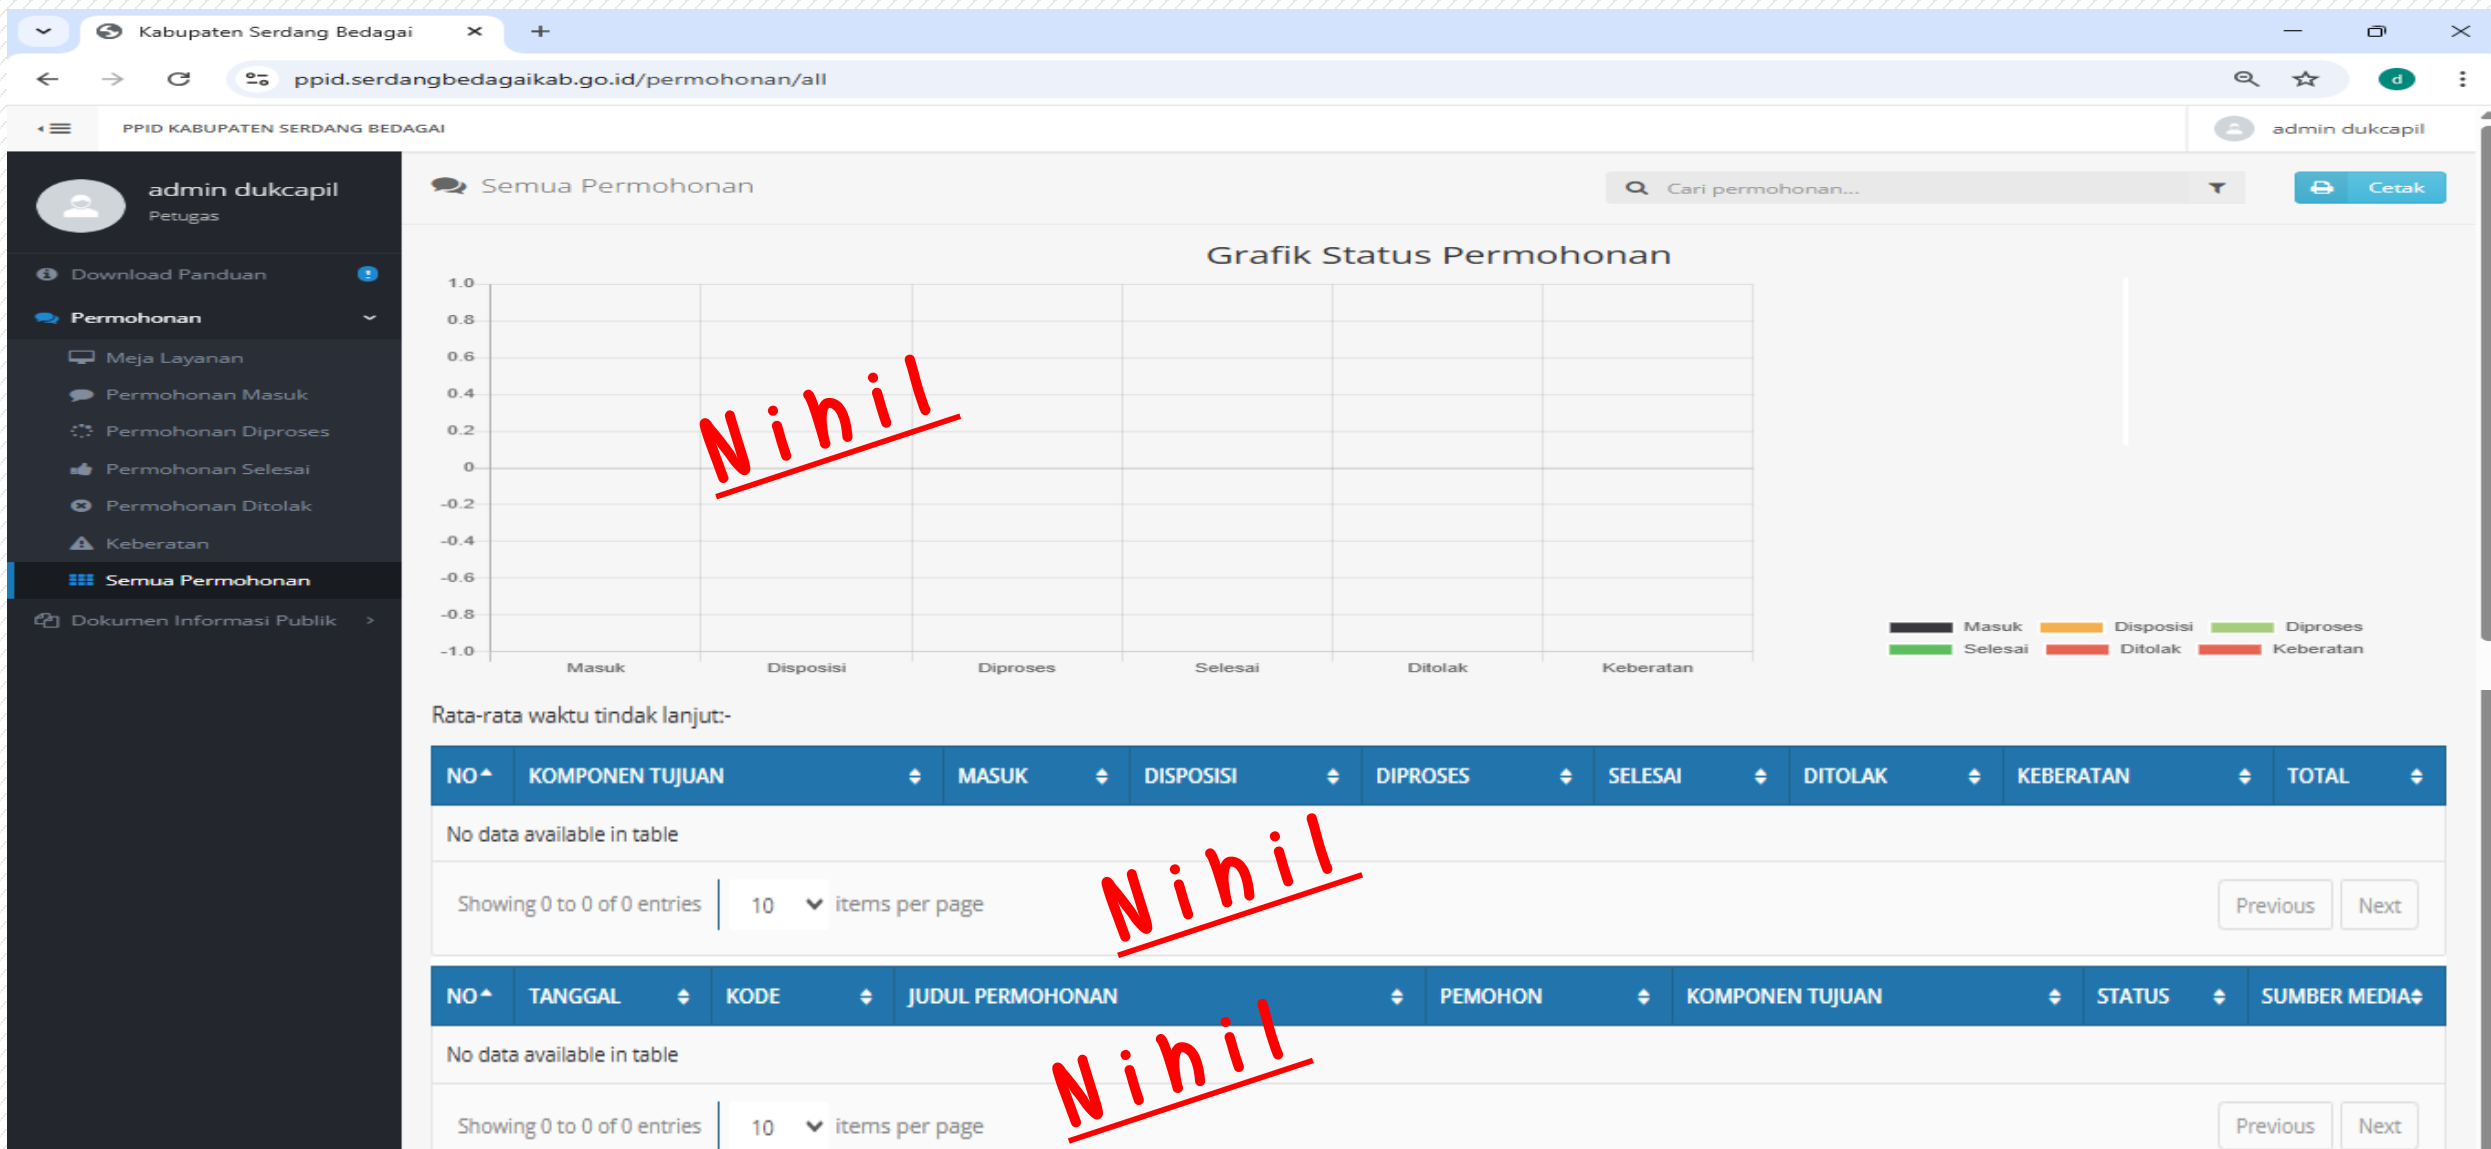 Kabupaten Serdang Bedagai
ppid.serdangbedagaikab.go.id/permohonan/all
d
PPID KABUPATEN SERDANG BEDAGAI
admin dukcapil
admin dukcapil
Petugas
Download Panduan
Permohonan
Meja Layanan
Permohonan Masuk
Permohonan Diproses
Permohonan Selesai
Permohonan Ditolak
Keberatan
Semua Permohonan
Dokumen Informasi Publik
Semua Permohonan
Cari permohonan...
Cetak
Grafik Status Permohonan
1.0
0.8
0.6
0.4
0.2
0
-0.2
-0.4
-0.6
-0.8
-1.0
Nihil
Masuk Disposisi Diproses Selesai Ditolak Keberatan
Masuk Disposisi Diproses
Selesai Ditolak Keberatan
Rata-rata waktu tindak lanjut:-
NO KOMPONEN TUJUAN MASUK DISPOSISI DIPROSES SELESAI DITOLAK KEBERATAN TOTAL
No data available in table
Nihil
Showing 0 to 0 of 0 entries 10 items per page Previous Next
NO TANGGAL KODE JUDUL PERMOHONAN PEMOHON KOMPONEN TUJUAN STATUS SUMBER MEDIA
No data available in table
Nihil
Showing 0 to 0 of 0 entries 10 items per page Previous Next